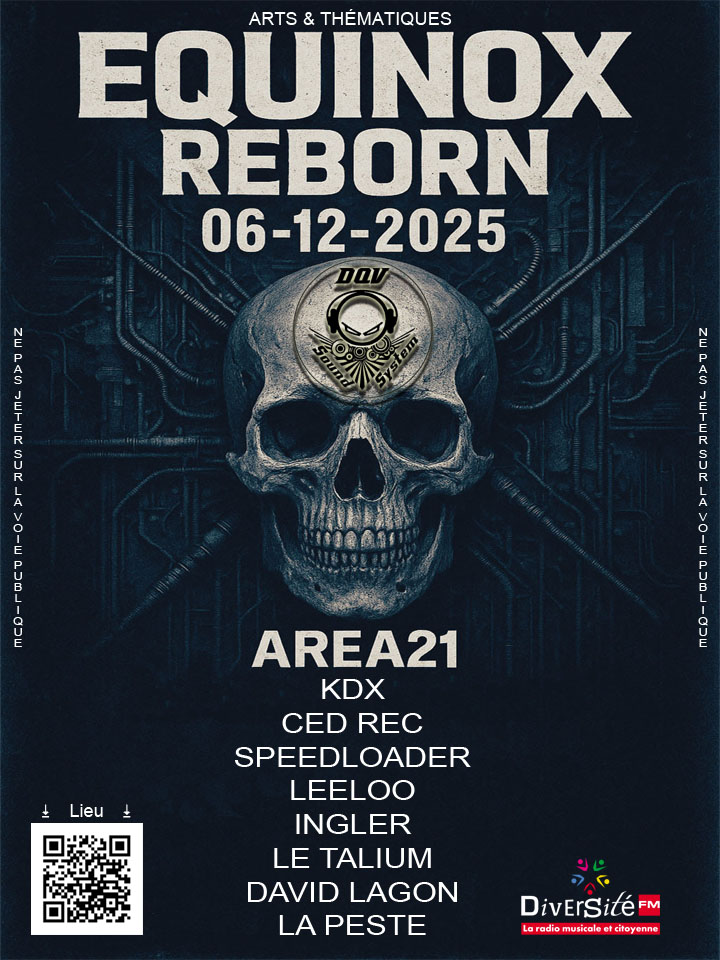 ARTS & THÉMATIQUES
EQUINOX
REBORN
06-12-2025
DQV
Sound System
NE PAS JETER SUR LA VOIE PUBLIQUE
NE PAS JETER SUR LA VOIE PUBLIQUE
AREA21
KDX
CED REC
SPEEDLOADER
LEELOO
INGLER
LE TALIUM
DAVID LAGON
LA PESTE
⤓ Lieu ⤓
DiverSité FM
La radio musicale et citoyenne